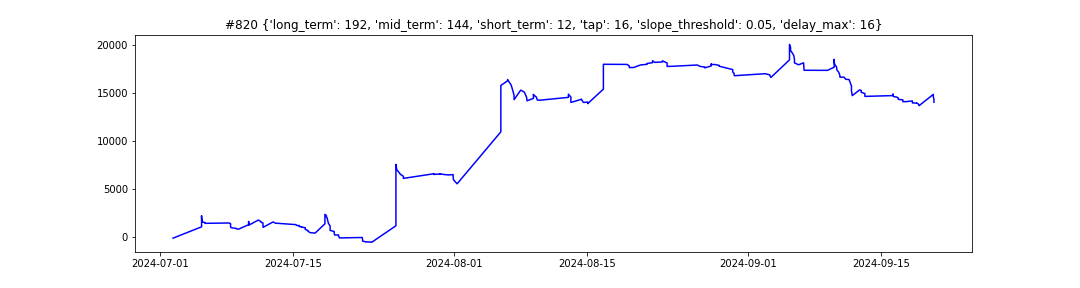 #820 {'long_term': 192, 'mid_term': 144, 'short_term': 12, 'tap': 16, 'slope_threshold': 0.05, 'delay_max': 16}
20000
15000
10000
5000
0
2024-07-01 2024-07-15 2024-08-01 2024-08-15 2024-09-01 2024-09-15